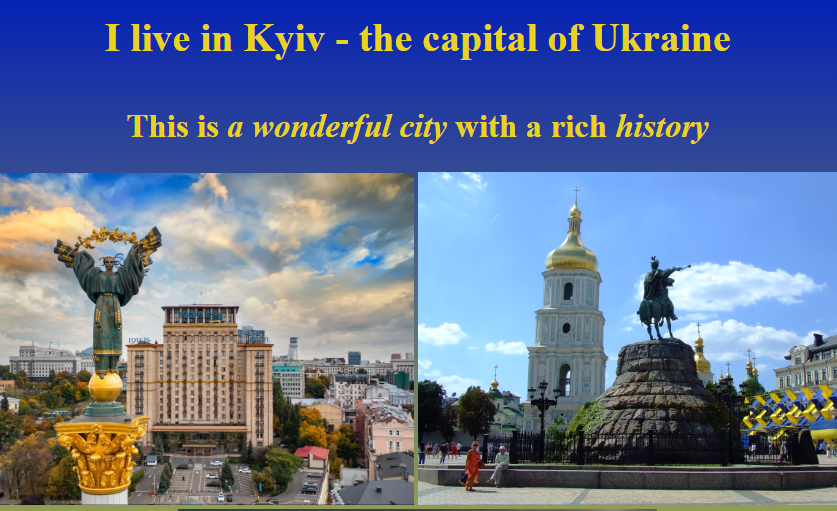 I live in Kyiv - the capital of Ukraine
This is a wonderful city with a rich history